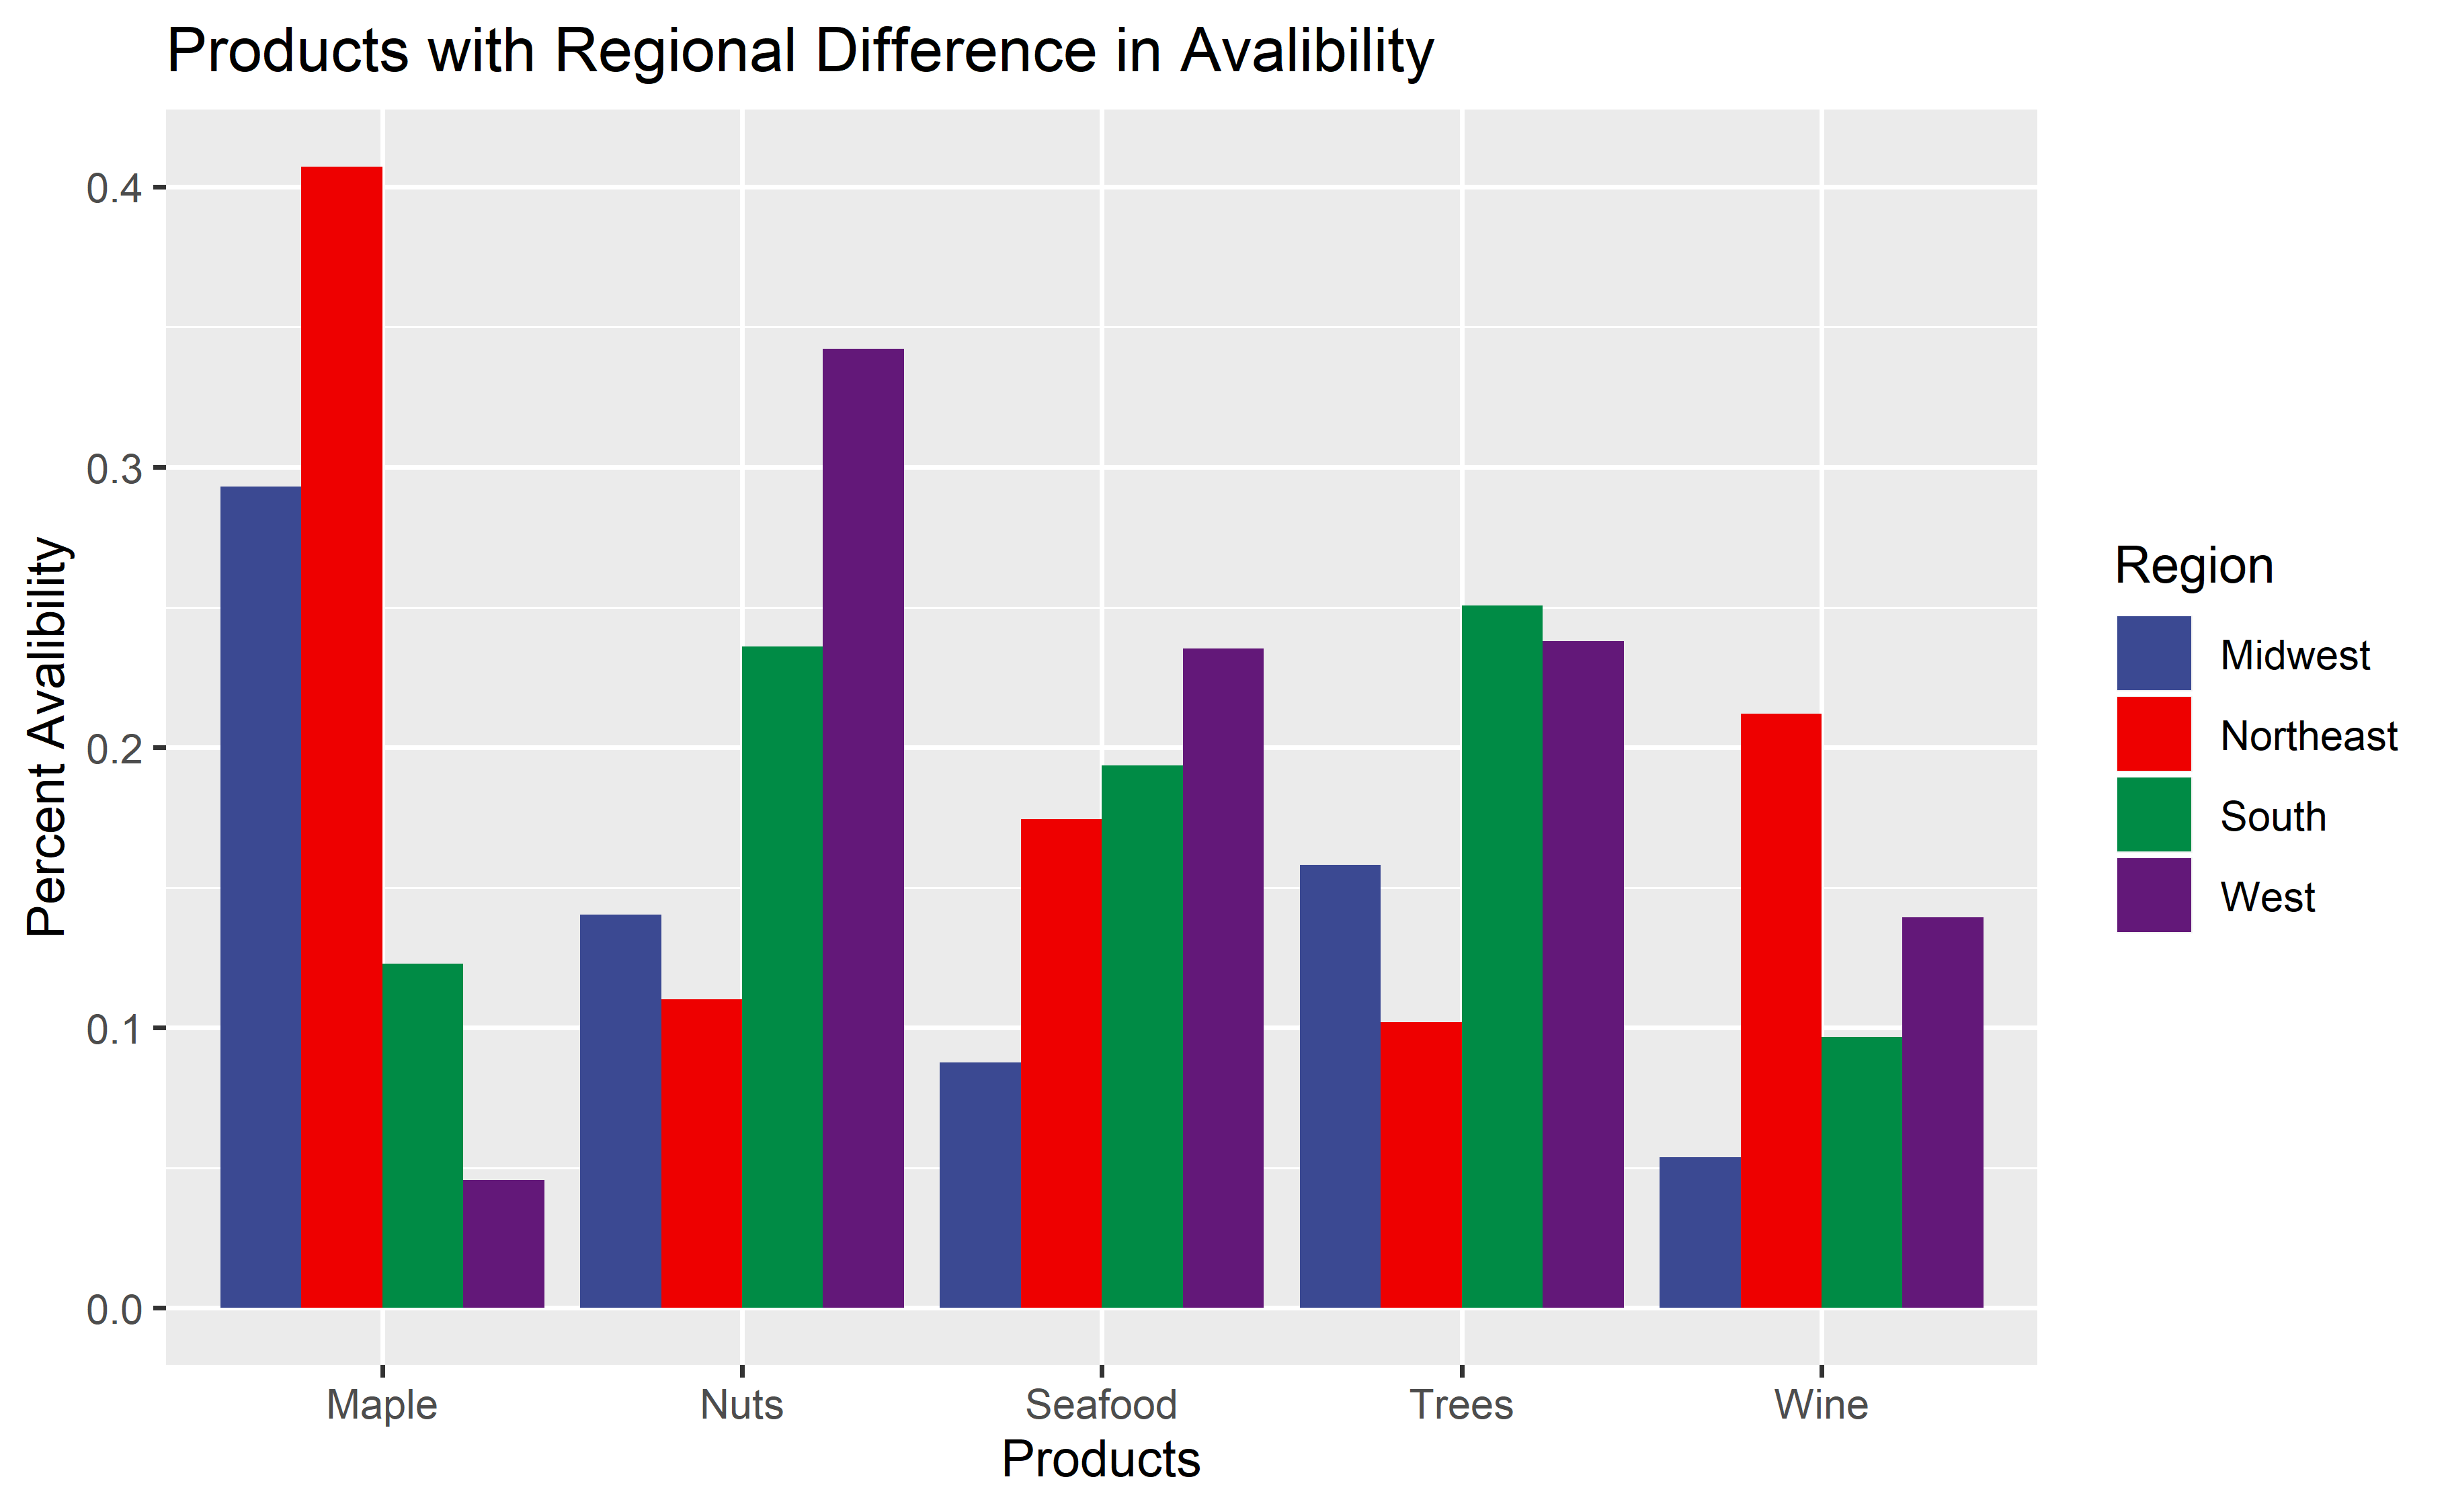 Products with Regional Difference in Avalibility
Percent Avalibility
0.4
0.3
0.2
0.1
0.0
Maple
Nuts
Seafood
Trees
Wine
Products
Region
Midwest
Northeast
South
West